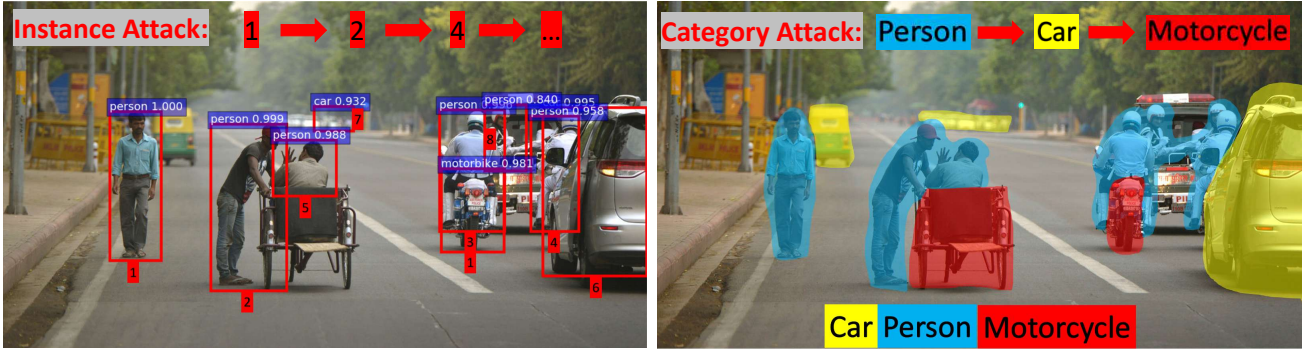 Instance Attack: 1 2 4 ...
person 1.000
person 0.999
car 0.932
7
person 0.988
person 0.840
0.995
person 0.958
8
motorbike 0.981
5
3
4
1
1
2
6
Category Attack: Person Car Motorcycle
Car Person Motorcycle